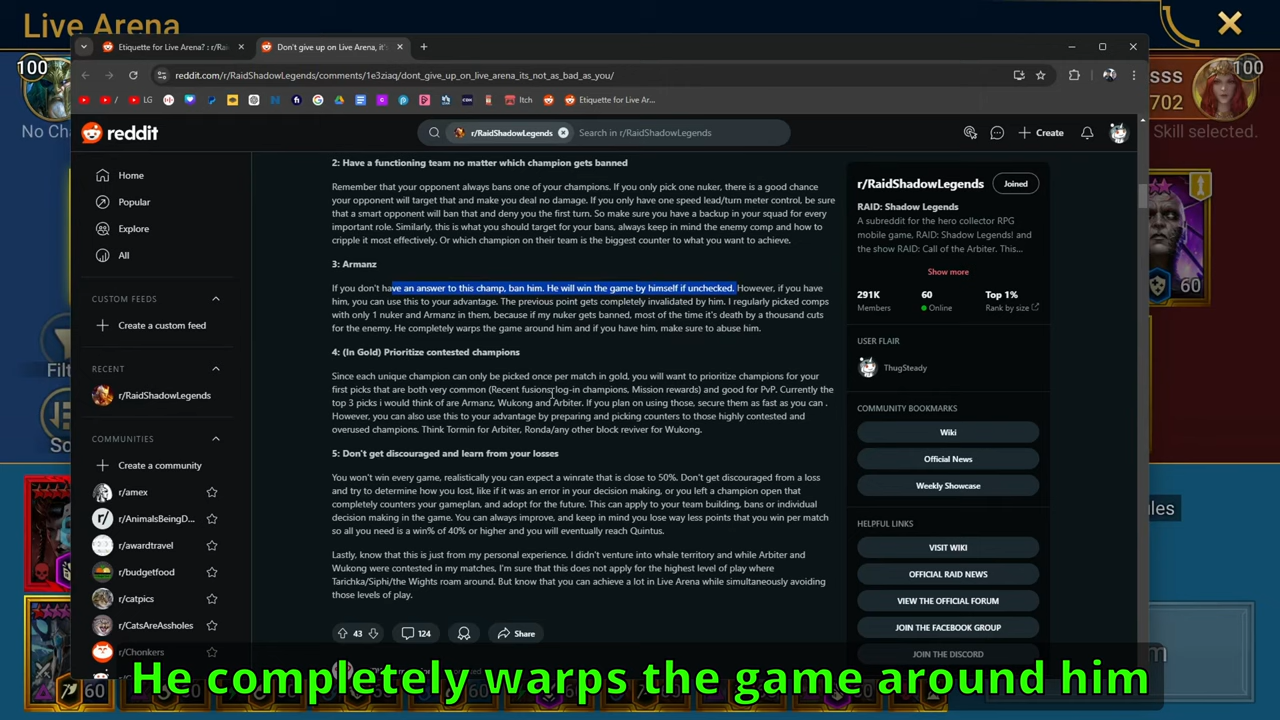 Live Arena
100
No Cha
Etiquette for Live Arena? : r/Rai
Don't give up on Live Arena, it'
reddit.com/r/RaidShadowLegends/comments/1e3ziaq/dont_give_up_on_live_arena_its_not_as_bad_as_you/
LG
Itch
Etiquette for Live Ar...
sss
100
702
Skill selected.
reddit
r/RaidShadowLegends
Search in r/RaidShadowLegends
Create
Home
Popular
Explore
All
CUSTOM FEEDS
Create a custom feed
RECENT
r/RaidShadowLegends
COMMUNITIES
Create a community
r/amex
r/AnimalsBeingD...
r/awardtravel
r/budgetfood
r/catpics
r/CatsAreAssholes
r/Chonkers
2: Have a functioning team no matter which champion gets banned
Remember that your opponent always bans one of your champions. If you only pick one nuker, there is a good chance
your opponent will target that and make you deal no damage. If you only have one speed lead/turn meter control, be sure
that a smart opponent will ban that and deny you the first turn. So make sure you have a backup in your squad for every
important role. Similarly, this is what you should target for your bans, always keep in mind the enemy comp and how to
cripple it most effectively. Or which champion on their team is the biggest counter to what you want to achieve.
3: Armanz
If you don't have an answer to this champ, ban him. He will win the game by himself if unchecked. However, if you have
him, you can use this to your advantage. The previous point gets completely invalidated by him. I regularly picked comps
with only 1 nuker and Armanz in them, because if my nuker gets banned, most of the time it's death by a thousand cuts
for the enemy. He completely warps the game around him and if you have him, make sure to abuse him.
4: (In Gold) Prioritize contested champions
Since each unique champion can only be picked once per match in gold, you will want to prioritize champions for your
first picks that are both very common (Recent fusions/log-in champions, Mission rewards) and good for PvP. Currently the
top 3 picks i would think of are Armanz, Wukong and Arbiter. If you plan on using those, secure them as fast as you can .
However, you can also use this to your advantage by preparing and picking counters to those highly contested and
overused champions. Think Tormin for Arbiter, Ronda/any other block reviver for Wukong.
5: Don't get discouraged and learn from your losses
You won't win every game, realistically you can expect a winrate that is close to 50%. Don't get discouraged from a loss
and try to determine how you lost, like if it was an error in your decision making, or you left a champion open that
completely counters your gameplan, and adopt for the future. This can apply to your team building, bans or individual
decision making in the game. You can always improve, and keep in mind you lose way less points that you win per match
so all you need is a win% of 40% or higher and you will eventually reach Quintus.
Lastly, know that this is just from my personal experience. I didn't venture into whale territory and while Arbiter and
Wukong were contested in my matches, I'm sure that this does not apply for the highest level of play where
Tarichka/Siphi/the Wights roam around. But know that you can achieve a lot in Live Arena while simultaneously avoiding
those levels of play.
43
124
Share
r/RaidShadowLegends
Joined
RAID: Shadow Legends
A subreddit for the hero collector RPG
mobile game, RAID: Shadow Legends! and
the show RAID: Call of the Arbiter. This...
Show more
291K
60
Top 1%
Members
Online
Rank by size
USER FLAIR
ThugSteady
COMMUNITY BOOKMARKS
Wiki
Official News
Weekly Showcase
HELPFUL LINKS
VISIT WIKI
OFFICIAL RAID NEWS
VIEW THE OFFICIAL FORUM
JOIN THE FACEBOOK GROUP
JOIN THE DISCORD
Filt
So
ules
60
60
60
He completely warps the game around him